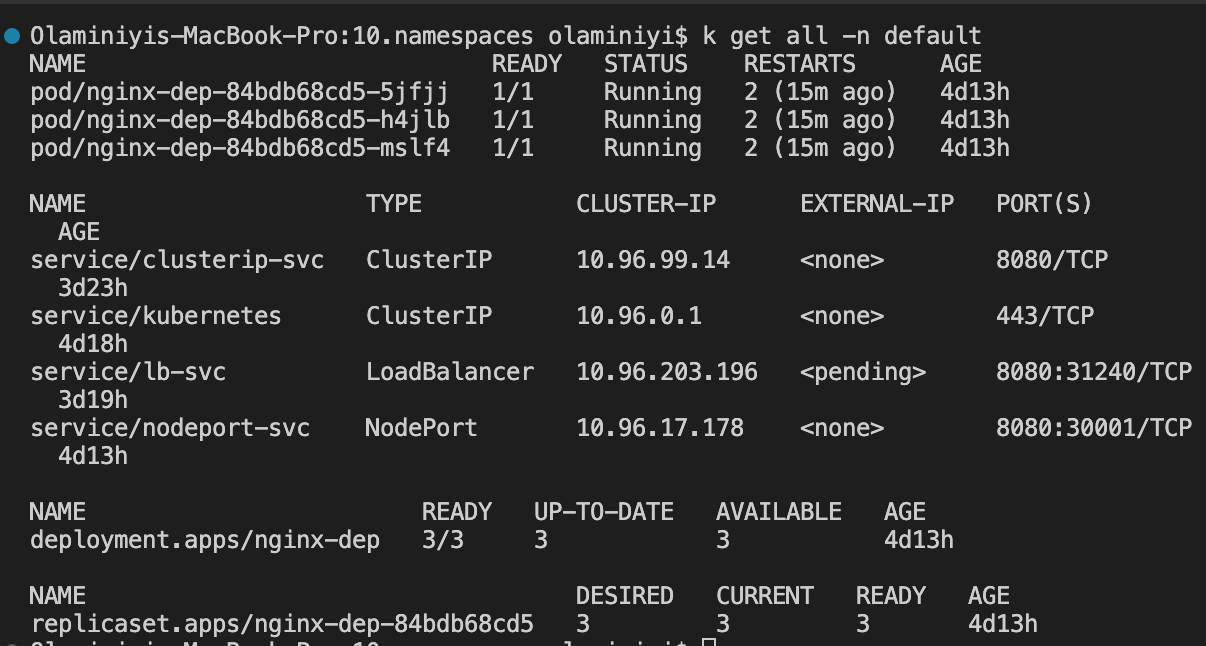 Olaminiyis-MacBook-Pro:10.namespaces olaminiyi$ k get all -n default
NAME                             READY   STATUS    RESTARTS      AGE
pod/nginx-dep-84bdb68cd5-5jfjj   1/1     Running   2 (15m ago)   4d13h
pod/nginx-dep-84bdb68cd5-h4jlb   1/1     Running   2 (15m ago)   4d13h
pod/nginx-dep-84bdb68cd5-mslf4   1/1     Running   2 (15m ago)   4d13h

NAME                    TYPE           CLUSTER-IP      EXTERNAL-IP   PORT(S)
  AGE
service/clusterip-svc   ClusterIP      10.96.99.14     <none>        8080/TCP
  3d23h
service/kubernetes      ClusterIP      10.96.0.1       <none>        443/TCP
  4d18h
service/lb-svc          LoadBalancer   10.96.203.196   <pending>     8080:31240/TCP
  3d19h
service/nodeport-svc    NodePort       10.96.17.178    <none>        8080:30001/TCP
  4d13h

NAME                        READY   UP-TO-DATE   AVAILABLE   AGE
deployment.apps/nginx-dep   3/3     3            3           4d13h

NAME                                   DESIRED   CURRENT   READY   AGE
replicaset.apps/nginx-dep-84bdb68cd5   3         3         3       4d13h